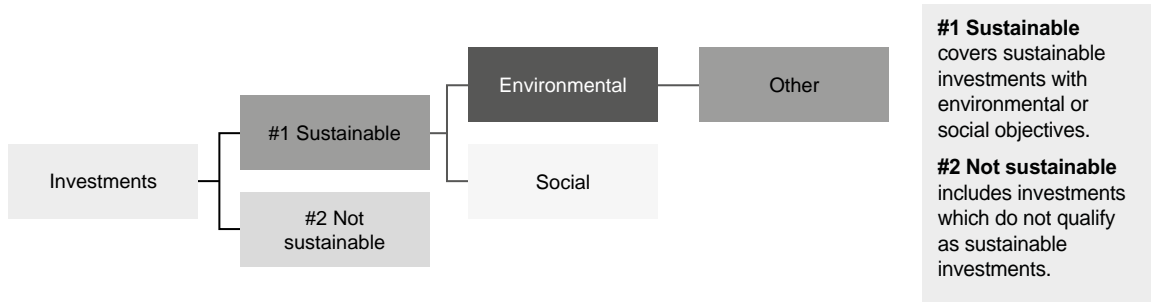 Investments
#1 Sustainable
#2 Not
sustainable
Environmental
Social
Other
#1 Sustainable
covers sustainable
investments with
environmental or
social objectives.
#2 Not sustainable
includes investments
which do not qualify
as sustainable
investments.